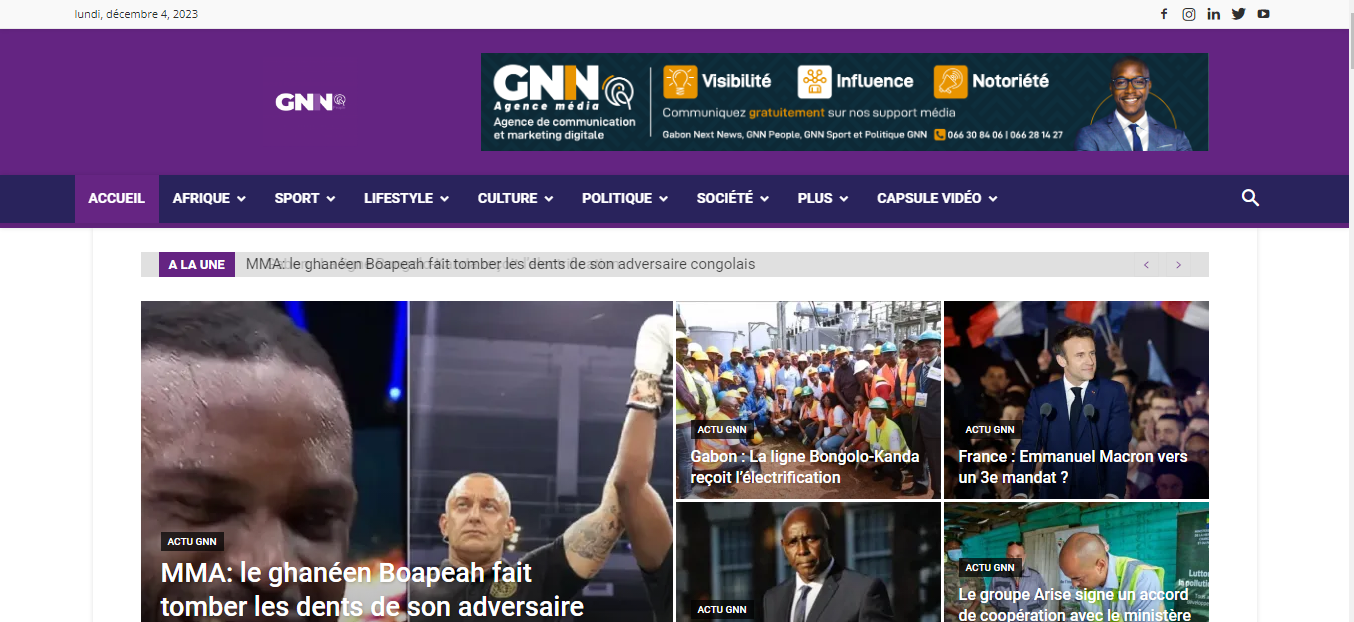 lundi, décembre 4, 2023
GNN
GNN
Agence média
Agence de communication
et marketing digitale
Visibilité
Influence
Notoriété
Communiquez gratuitement sur nos support média
Gabon Next News, GNN People, GNN Sport et Politique GNN 066 30 84 06 | 066 28 14 27
ACCUEIL AFRIQUE SPORT LIFESTYLE CULTURE POLITIQUE SOCIÉTÉ PLUS CAPSULE VIDÉO
A LA UNE MMA: le ghanéen Boapeah fait tomber les dents de son adversaire congolais
ACTU GNN
MMA: le ghanéen Boapeah fait
tomber les dents de son adversaire
ACTU GNN
Gabon : La ligne Bongolo-Kanda
reçoit l'électrification
ACTU GNN
France : Emmanuel Macron vers
un 3e mandat ?
ACTU GNN
ACTU GNN
Le groupe Arise signe un accord
de coopération avec le ministère